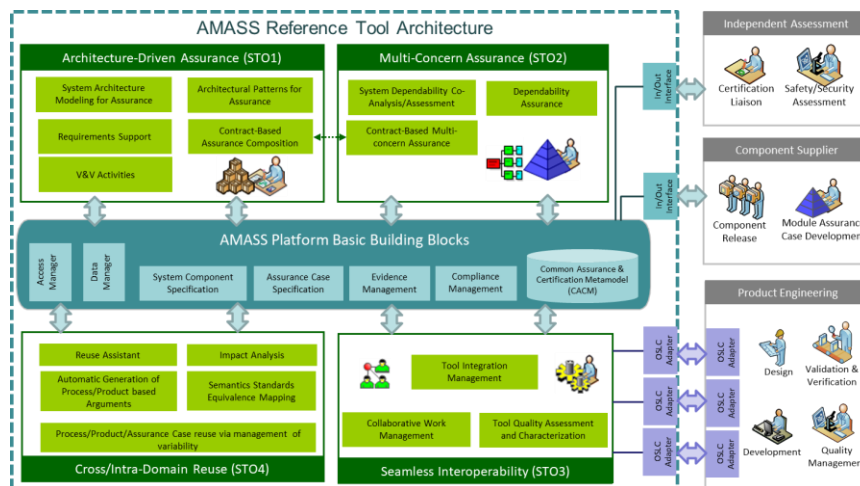 AMASS Reference Tool Architecture
Architecture-Driven Assurance (STO1)
System Architecture
Modeling for Assurance
Architectural Patterns for
Assurance
Requirements Support
Contract-Based
Assurance Composition
V&V Activities
Multi-Concern Assurance (STO2)
System Dependability Co-
Analysis/Assessment
Dependability
Assurance
Contract-Based Multi-
concern Assurance
AMASS Platform Basic Building Blocks
Access
Manager
Data
Manager
System Component
Specification
Assurance Case
Specification
Evidence
Management
Compliance
Management
Common Assurance &
Certification Metamodel
(CACM)
Reuse Assistant
Impact Analysis
Automatic Generation of
Process/Product based
Arguments
Semantics Standards
Equivalence Mapping
Process/Product/Assurance Case reuse via management of
variability
Cross/Intra-Domain Reuse (STO4)
Tool Integration
Management
Collaborative Work
Management
Tool Quality Assessment
and Characterization
Seamless Interoperability (STO3)
In/Out
Interface
In/Out
Interface
OSLC
Adapter
OSLC
Adapter
OSLC
Adapter
OSLC
Adapter
OSLC
Adapter
OSLC
Adapter
Independent Assessment
Certification
Liaison
Safety/Security
Assessment
Component Supplier
Component
Release
Module Assurance
Case Development
Product Engineering
Design
Validation &
Verification
Development
Quality
Management